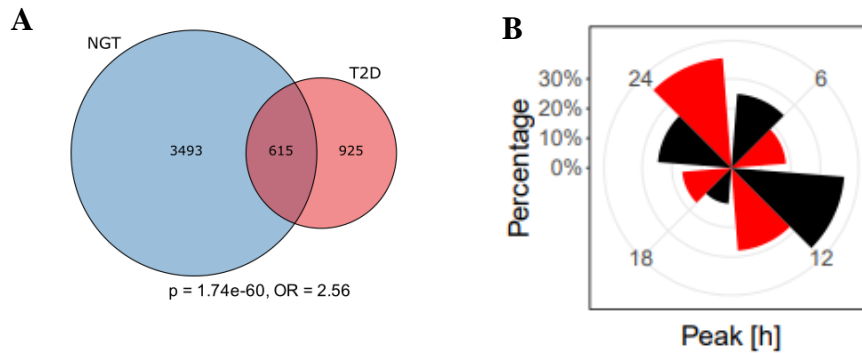 A
NGT
T2D
3493
615
925
p = 1.74e-60, OR = 2.56
B
Percentage
30%
20%
10%
0%
24
6
18
12
Peak [h]